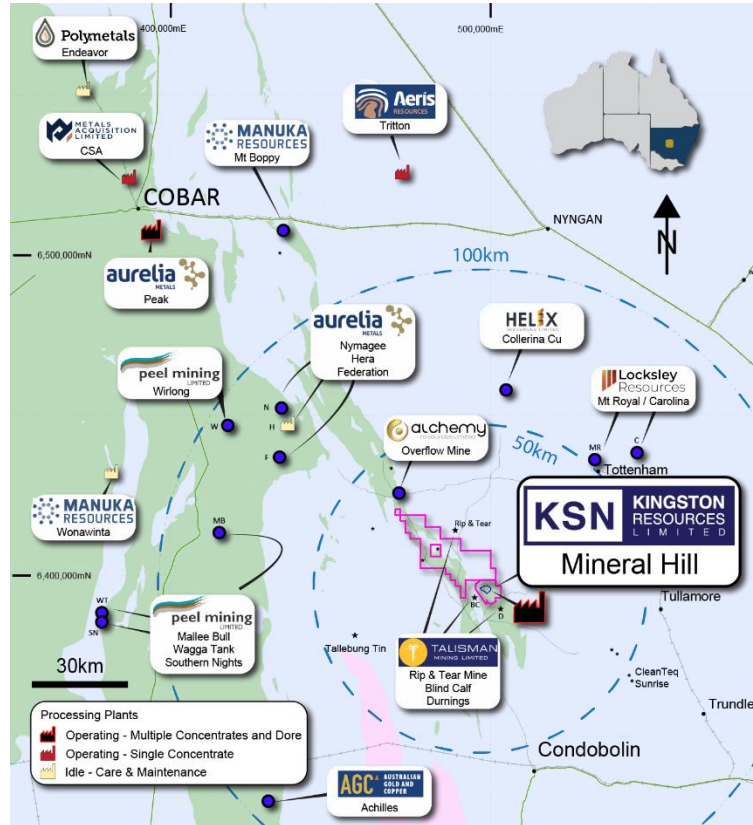 400,000mE
500,000mE
Polymetals
Endeavor
METALS
ACQUISITION
LIMITED
CSA
MANUKA
RESOURCES
Mt Boppy
Aeris
RESOURCES
Tritton
COBAR
NYNGAN
N
6,500,000mN
100km
aurelia
METALS
Peak
aurelia
METALS
Nymagee
Hera
Federation
HELIX
RESOURCES LIMITED
Collerina Cu
peel mining
LIMITED
Wirlong
Locksley
Resources
Mt Royal / Carolina
N
H
W
F
alchemy
RESOURCES LIMITED
Overflow Mine
50km
MR
C
Tottenham
MANUKA
RESOURCES
Wonawinta
KSN
KINGSTON
RESOURCES
LIMITED
Mineral Hill
Rip & Tear
MB
6,400,000mN
BC
D
WT
SN
peel mining
LIMITED
Mallee Bull
Wagga Tank
Southern Nights
Tallebung Tin
Tullamore
T
TALISMAN
MINING LIMITED
Rip & Tear Mine
Blind Calf
Durnings
CleanTeq
Sunrise
Trundle
30km
Processing Plants
Operating - Multiple Concentrates and Dore
Operating - Single Concentrate
Idle - Care & Maintenance
Condobolin
AGC
AUSTRALIAN
GOLD AND
COPPER
Achilles